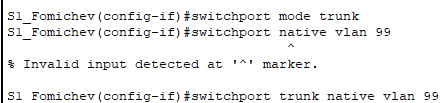 S1_Fomichev(config-if)#switchport mode trunk
S1_Fomichev(config-if)#switchport native vlan 99
^
% Invalid input detected at '^' marker.
S1_Fomichev(config-if)#switchport trunk native vlan 99